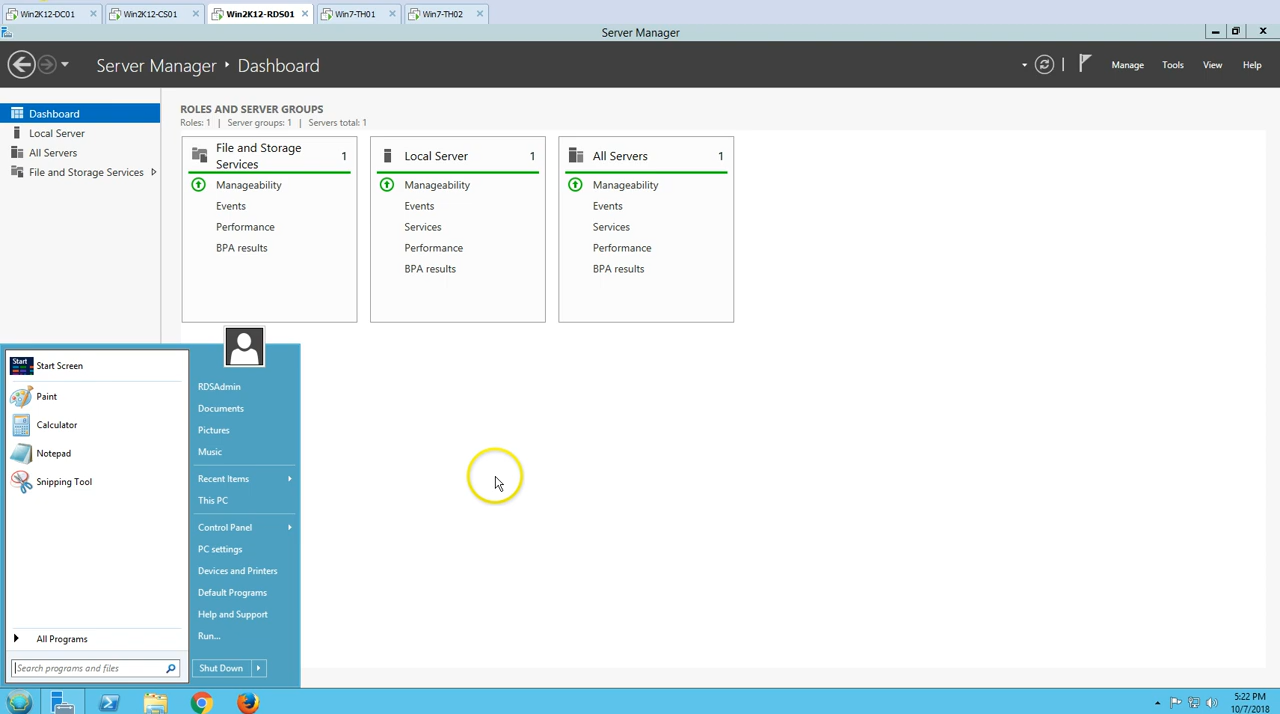 Win2K12-DC01
Win2K12-CS01
Win2K12-RDS01
Win7-TH01
Win7-TH02
Server Manager
Server Manager • Dashboard
Manage
Tools
View
Help
Dashboard
Local Server
All Servers
File and Storage Services
ROLES AND SERVER GROUPS
Roles: 1 | Server groups: 1 | Servers total: 1
File and Storage
Services
1
Manageability
Events
Performance
BPA results
Local Server 1
Manageability
Events
Services
Performance
BPA results
All Servers 1
Manageability
Events
Services
Performance
BPA results
Start
Start Screen
Paint
Calculator
Notepad
Snipping Tool
All Programs
Search programs and files
RDSAdmin
Documents
Pictures
Music
Recent Items
This PC
Control Panel
PC settings
Devices and Printers
Default Programs
Help and Support
Run...
Shut Down
5:22 PM
10/7/2018